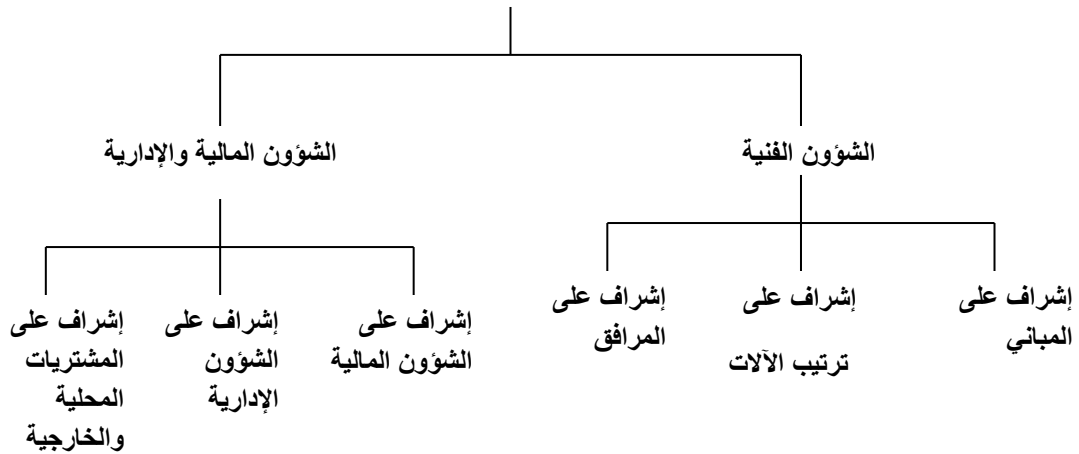 الشؤون الفنية
الشؤون المالية والإدارية
إشراف على
المباني
إشراف على
ترتيب الآلات
إشراف على
المرافق
إشراف على
الشؤون المالية
إشراف على
الشؤون
الإدارية
إشراف على
المشتريات
المحلية
والخارجية